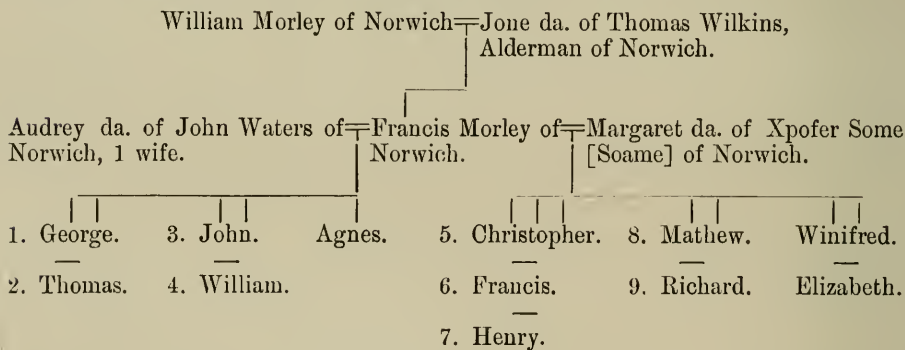 William Morley of Norwich = Jone da. of Thomas Wilkins,
Alderman of Norwich.
Audrey da. of John Waters of = Francis Morley of = Margaret da. of Xpofer Some
Norwich, 1 wife. Norwich. [Soame] of Norwich.
1. George. 3. John. Agnes. 5. Christopher. 8. Mathew. Winifred.
2. Thomas. 4. William. 6. Francis. 9. Richard. Elizabeth.
7. Henry.